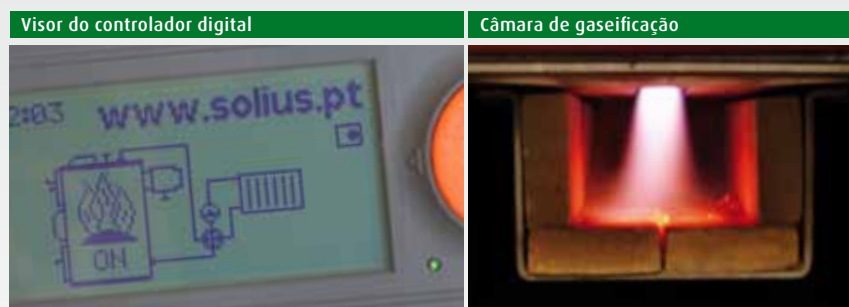 Visor do controlador digital
Câmara de gaseificação
2:03
www.solius.pt
ON